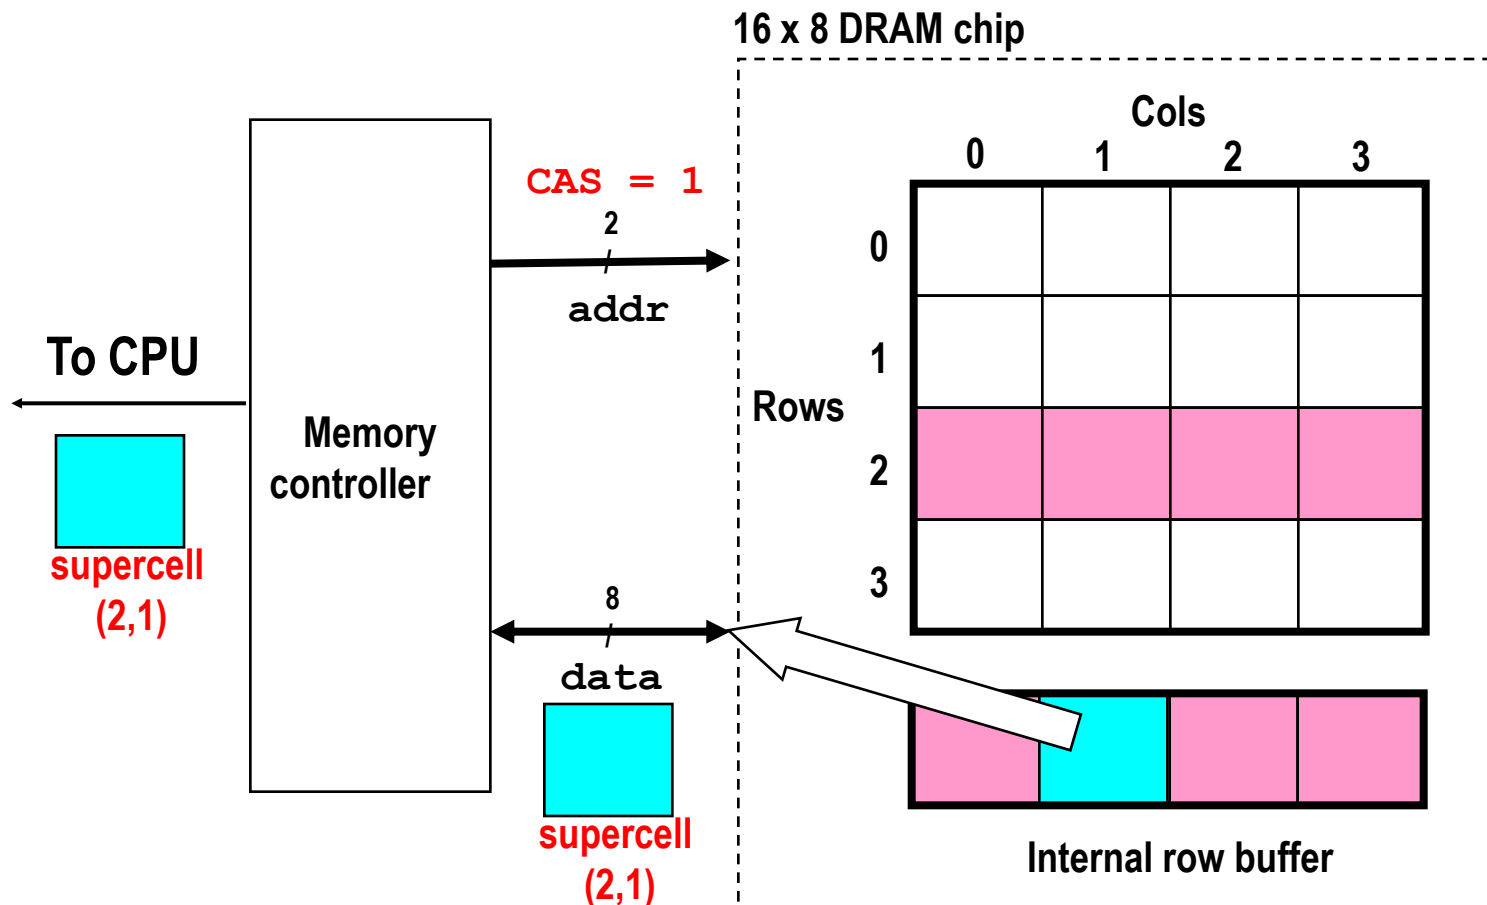 16 x 8 DRAM chip
Cols
0 1 2 3
CAS = 1
2
addr
0
1
2
3
Rows
To CPU
Memory
controller
supercell
(2,1)
8
data
supercell
(2,1)
Internal row buffer